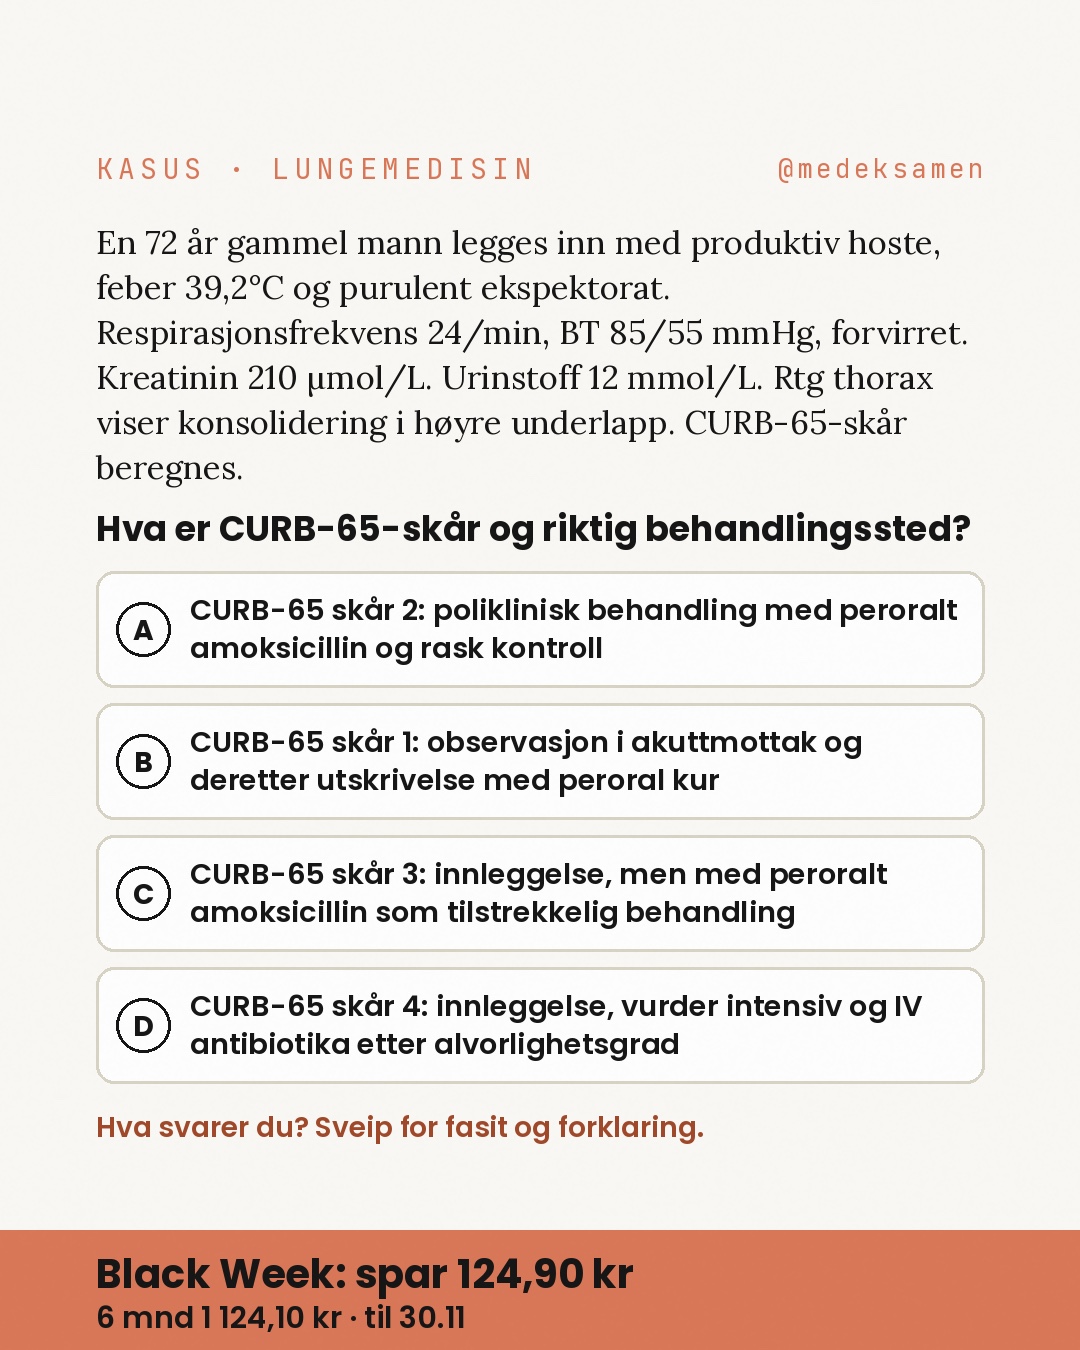 KASUS · LUNGEMEDISIN
@medeksamen
En 72 år gammel mann legges inn med produktiv hoste,
feber 39,2°C og purulent ekspektorat.
Respirasjonsfrekvens 24/min, BT 85/55 mmHg, forvirret.
Kreatinin 210 µmol/L. Urinstoff 12 mmol/L. Rtg thorax
viser konsolidering i høyre underlapp. CURB-65-skår
beregnes.
Hva er CURB-65-skår og riktig behandlingssted?
A
CURB-65 skår 2: poliklinisk behandling med peroralt
amoksicillin og rask kontroll
B
CURB-65 skår 1: observasjon i akuttmottak og
deretter utskrivelse med peroral kur
C
CURB-65 skår 3: innleggelse, men med peroralt
amoksicillin som tilstrekkelig behandling
D
CURB-65 skår 4: innleggelse, vurder intensiv og IV
antibiotika etter alvorlighetsgrad
Hva svarer du? Sveip for fasit og forklaring.
Black Week: spar 124,90 kr
6 mnd 1 124,10 kr · til 30.11